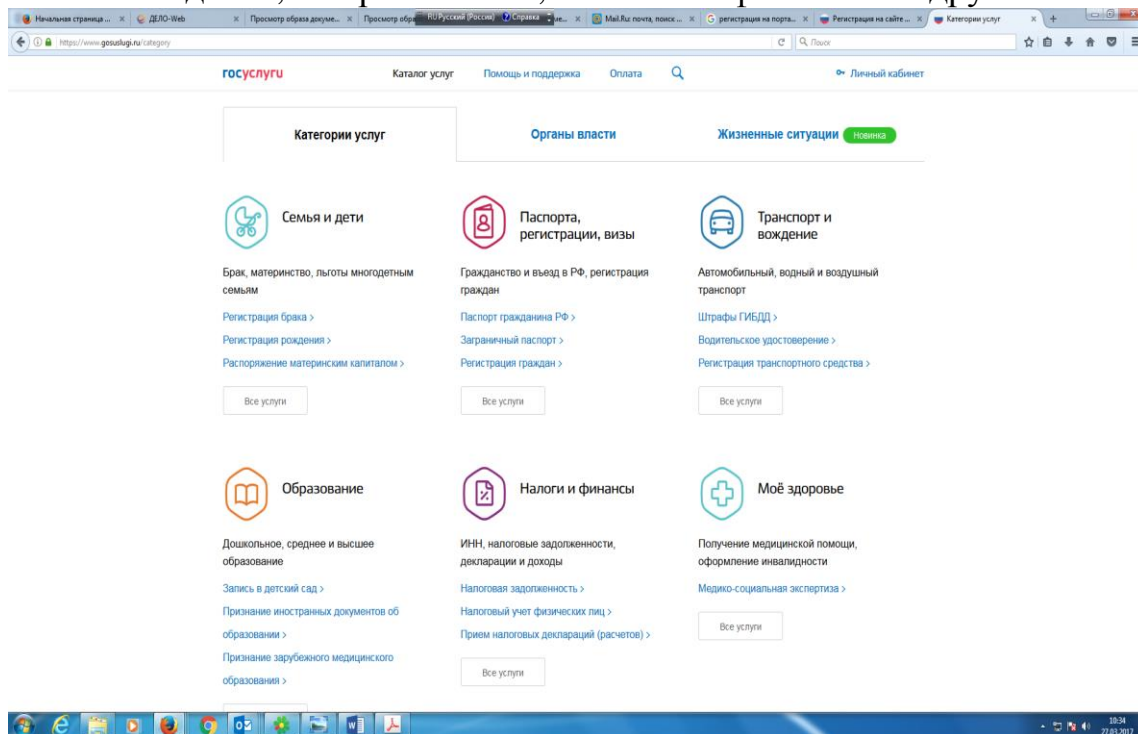 Начальная страница ...
ДЕЛО-Web
Просмотр образа докуме...
Просмотр обра
RU Русский (Россия)
Справка
Mail.Ru: почта, поиск ...
регистрация на порта...
Регистрация на сайте ...
Категории услуг
https://www.gosuslugi.ru/category
Поиск
госуслуги
Каталог услуг
Помощь и поддержка
Оплата
Личный кабинет
Категории услуг
Органы власти
Жизненные ситуации
Новинка
Семья и дети
Брак, материнство, льготы многодетным
семьям
Регистрация брака >
Регистрация рождения >
Распоряжение материнским капиталом >
Все услуги
Паспорта,
регистрации, визы
Гражданство и въезд в РФ, регистрация
граждан
Паспорт гражданина РФ >
Заграничный паспорт >
Регистрация граждан >
Все услуги
Транспорт и
вождение
Автомобильный, водный и воздушный
транспорт
Штрафы ГИБДД >
Водительское удостоверение >
Регистрация транспортного средства >
Все услуги
Образование
Дошкольное, среднее и высшее
образование
Запись в детский сад >
Признание иностранных документов об
образовании >
Признание зарубежного медицинского
образования >
Налоги и финансы
ИНН, налоговые задолженности,
декларации и доходы
Налоговая задолженность >
Налоговый учет физических лиц >
Прием налоговых деклараций (расчетов) >
Все услуги
Моё здоровье
Получение медицинской помощи,
оформление инвалидности
Медико-социальная экспертиза >
Все услуги
10:34
27.03.2017